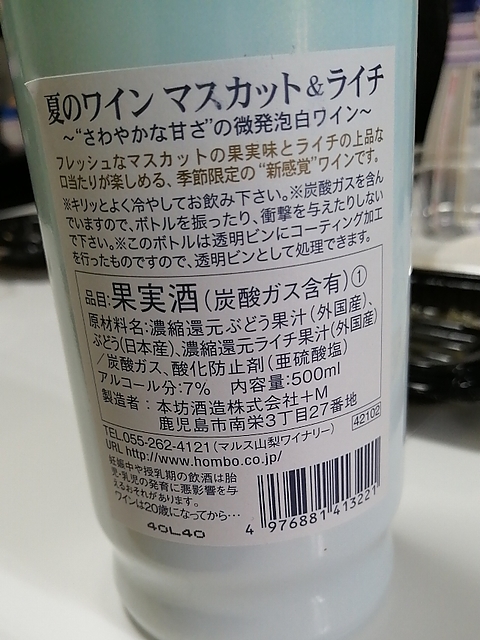 夏のワイン マスカット&ライチ
～“さわやかな甘さ”の微発泡白ワイン～
フレッシュなマスカットの果実味とライチの上品な
口当たりが楽しめる、季節限定の“新感覚”ワインです。
※キリッとよく冷やしてお飲み下さい。※炭酸ガスを含ん
でいますので、ボトルを振ったり、衝撃を与えたりしない
で下さい。※このボトルは透明ビンにコーティング加工
を行ったものですので、透明ビンとして処理できます。
品目:果実酒(炭酸ガス含有)①
原材料名:濃縮還元ぶどう果汁(外国産)、
ぶどう(日本産)、濃縮還元ライチ果汁(外国産)
/炭酸ガス、酸化防止剤(亜硫酸塩)
アルコール分:7% 内容量:500ml
製造者:本坊酒造株式会社+M
鹿児島市南栄3丁目27番地
42102
TEL.055-262-4121(マルス山梨ワイナリー)
URL http://www.hombo.co.jp/
妊娠中や授乳期の飲酒は胎
児・乳児の発育に悪影響を与
えるおそれがあります。
ワインは20歳になってから…
40L40
4 976881 413221